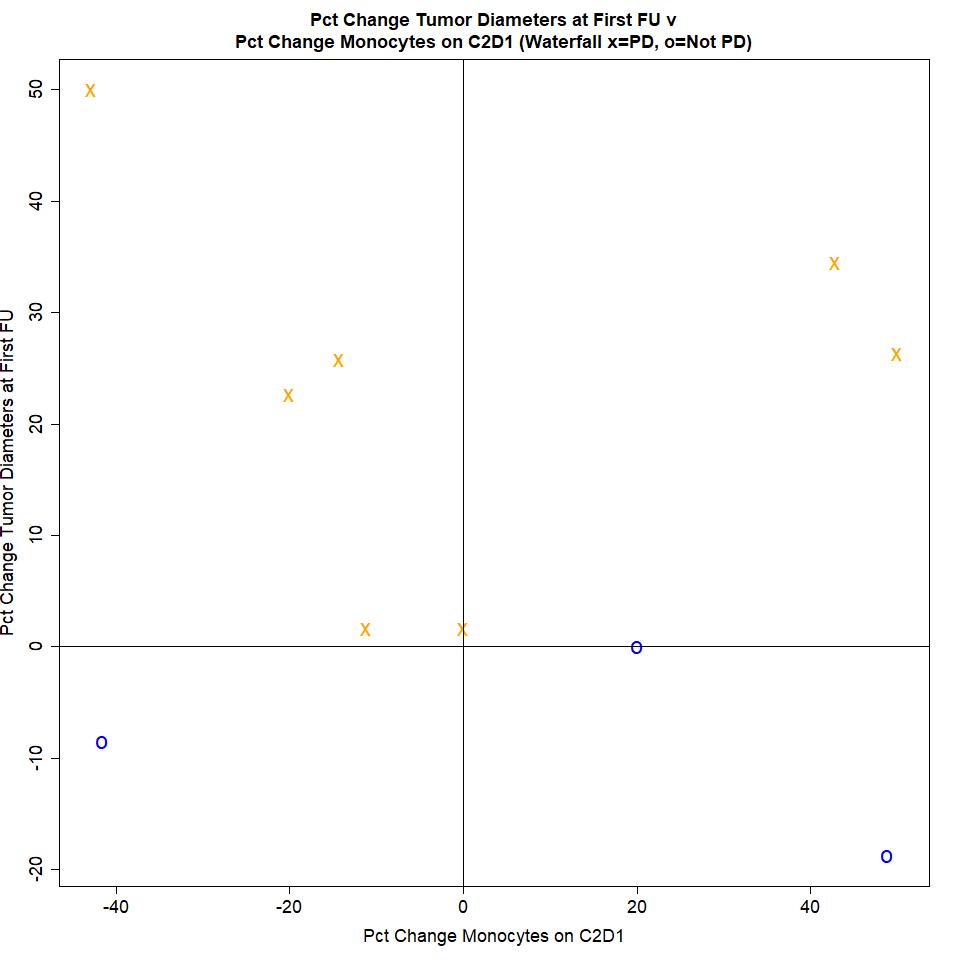 Pct Change Tumor Diameters at First FU v
Pct Change Monocytes on C2D1 (Waterfall x=PD, o=Not PD)
Pct Change Tumor Diameters at First FU
50
40
30
20
10
0
-10
-20
X
X
X
X
X
X
X
O
O
O
-40
-20
0
20
40
Pct Change Monocytes on C2D1